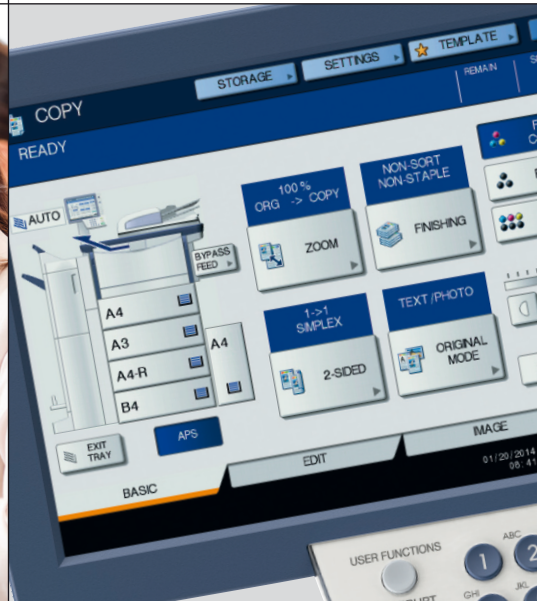 STORAGE
SETTINGS
TEMPLATE
COPY
READY
REMAIN
AUTO
100 %
ORG -> COPY
ZOOM
NON-SORT
NON-STAPLE
FINISHING
BYPASS
FEED
A4
A3
A4-R
B4
A4
1->1
SIMPLEX
2-SIDED
TEXT/PHOTO
ORIGINAL
MODE
EXIT
TRAY
APS
BASIC
EDIT
IMAGE
01/20/2014
USER FUNCTIONS
1
ABC
2
GHI
JKL